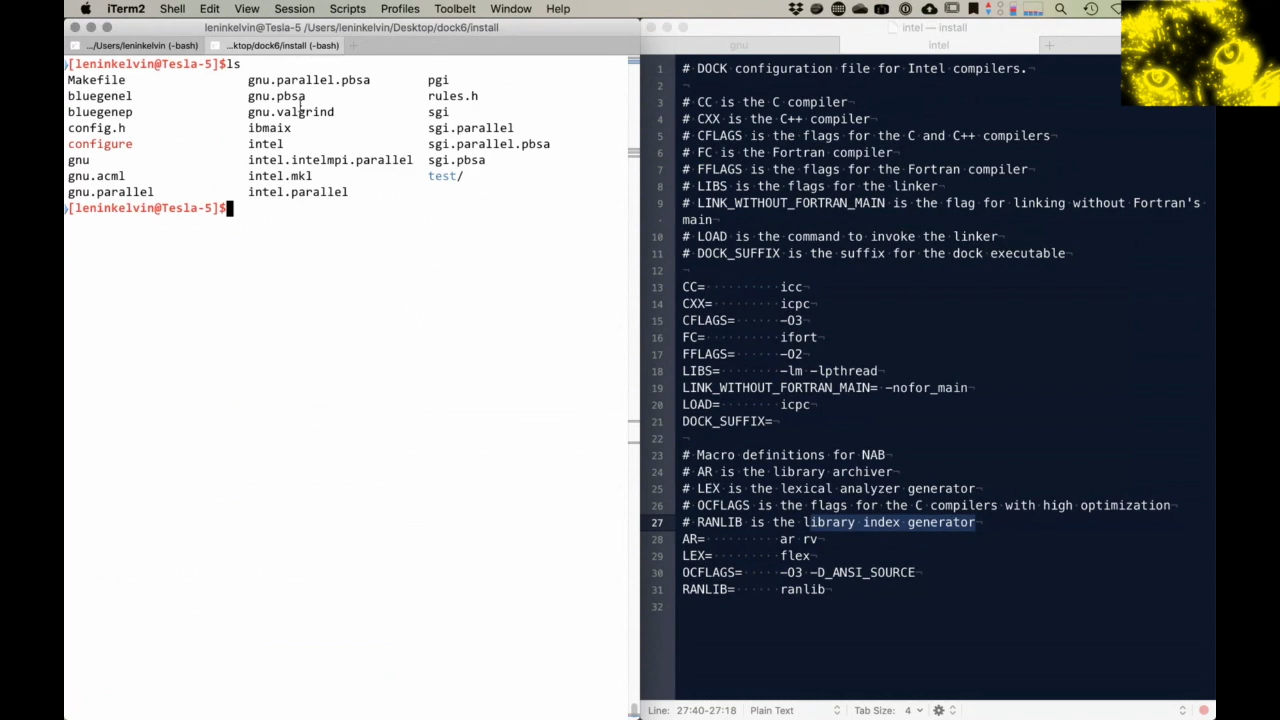 iTerm2 Shell Edit View Session Scripts Profiles Toolbelt Window Help
leninkelvin@Tesla-5 /Users/leninkelvin/Desktop/dock6/install
.../Users/leninkelvin (-bash) ...ktop/dock6/install (-bash)
[leninkelvin@Tesla-5]$ls
Makefile gnu.parallel.pbsa pgi
bluegenel gnu.pbsa rules.h
bluegenep gnu.valgrind sgi
config.h ibmaix sgi.parallel
configure intel sgi.parallel.pbsa
gnu intel.intelmpi.parallel sgi.pbsa
gnu.acml intel.mkl test/
gnu.parallel intel.parallel
[leninkelvin@Tesla-5]$
intel — install
gnu intel
1 # DOCK configuration file for Intel compilers.
2
3 # CC is the C compiler
4 # CXX is the C++ compiler
5 # CFLAGS is the flags for the C and C++ compilers
6 # FC is the Fortran compiler
7 # FFLAGS is the flags for the Fortran compiler
8 # LIBS is the flags for the linker
9 # LINK_WITHOUT_FORTRAN_MAIN is the flag for linking without Fortran's
main
10 # LOAD is the command to invoke the linker
11 # DOCK_SUFFIX is the suffix for the dock executable
12
13 CC= icc
14 CXX= icpc
15 CFLAGS= -O3
16 FC= ifort
17 FFLAGS= -O2
18 LIBS= -lm -lpthread
19 LINK_WITHOUT_FORTRAN_MAIN= -nofor_main
20 LOAD= icpc
21 DOCK_SUFFIX=
22
23 # Macro definitions for NAB
24 # AR is the library archiver
25 # LEX is the lexical analyzer generator
26 # OCFLAGS is the flags for the C compilers with high optimization
27 # RANLIB is the library index generator
28 AR= ar rv
29 LEX= flex
30 OCFLAGS= -O3 -D_ANSI_SOURCE
31 RANLIB= ranlib
32
Line: 27:40-27:18 Plain Text Tab Size: 4